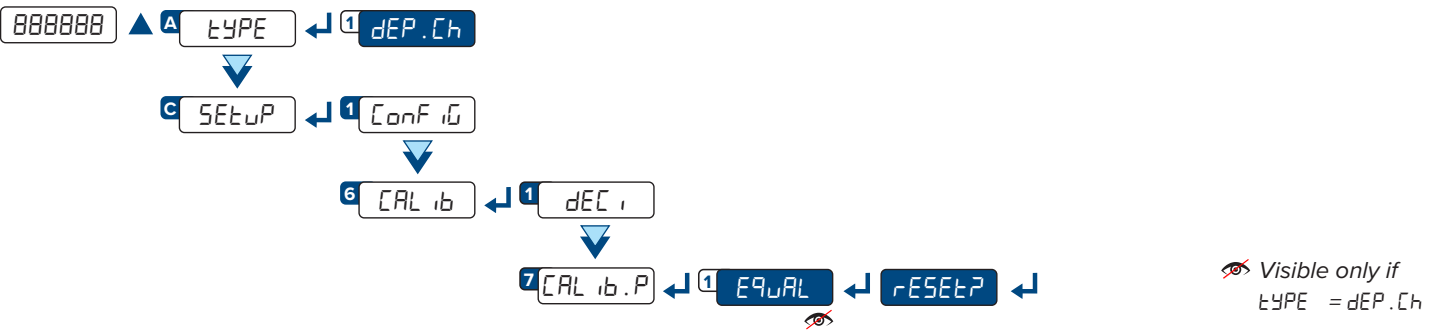 888888 A tYPE 1 dEP.Ch
C SEtuP 1 ConFiG
6 CALib 1 dECi
7 CALib.P 1 EquAL rESEt? Visible only if
tYPE = dEP.Ch